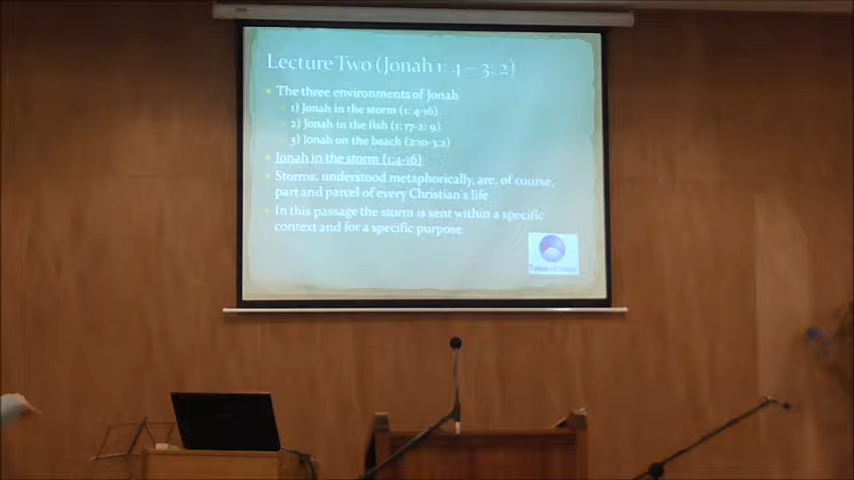 Lecture Two (Jonah 1: 4 – 3: 2)
The three environments of Jonah
1) Jonah in the storm (1: 4-16)
2) Jonah in the fish (1: 17-2: 9)
3) Jonah on the beach (2:10-3:2)
Jonah in the storm (1:4-16)
Storms, understood metaphorically, are, of course,
part and parcel of every Christian's life
In this passage the storm is sent within a specific
context and for a specific purpose